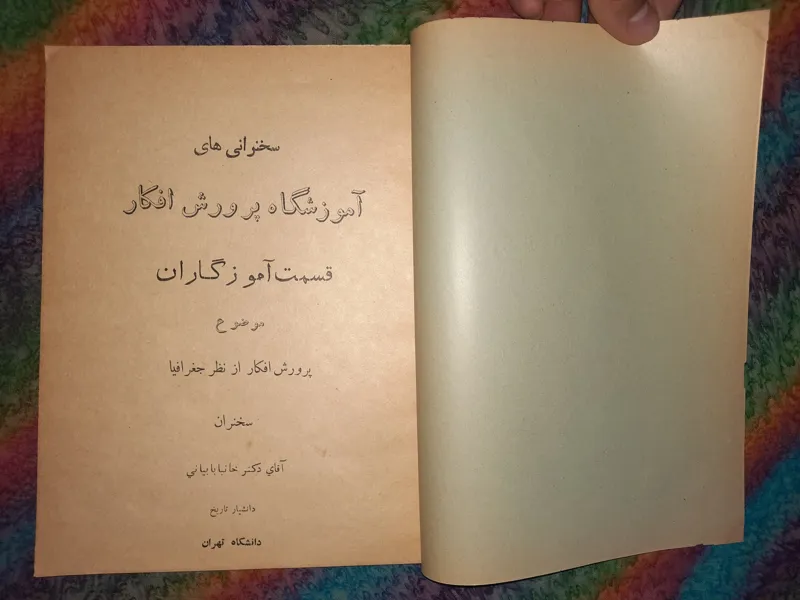 سخنرانی های
آموزشگاه پرورش افکار
قسمت آموزگاران
موضوع
پرورش افکار از نظر جغرافیا
سخنران
آقای دکتر خانبابا بیانی
دانشیار تاریخ
دانشگاه تهران